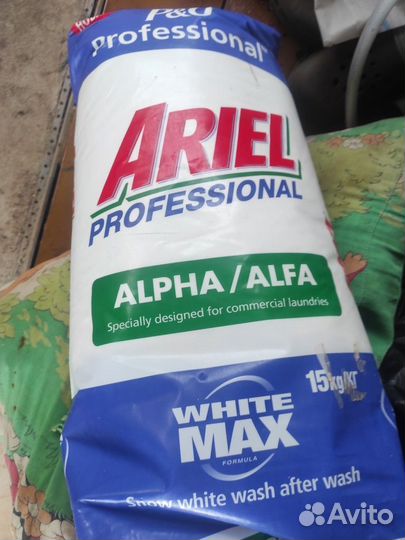 P&G
Professional
ARIEL
PROFESSIONAL
ALPHA/ALFA
Specially designed for commercial laundries
15kg/КГ
WHITE
MAX
FORMULA
Snow white wash after wash
Avito